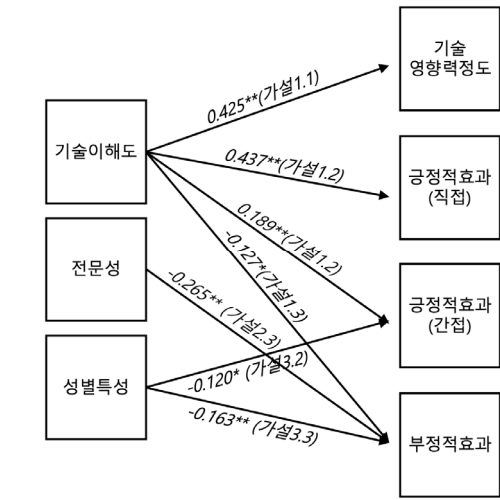 기술
영향력정도
0.425**(가설1.1)
기술이해도
0.437**(가설1.2)
긍정적효과
(직접)
0.189**(가설1.2)
-0.127*(가설1.3)
전문성
-0.265** (가설2.3)
긍정적효과
(간접)
성별특성
-0.120* (가설3.2)
-0.163** (가설3.3)
부정적효과